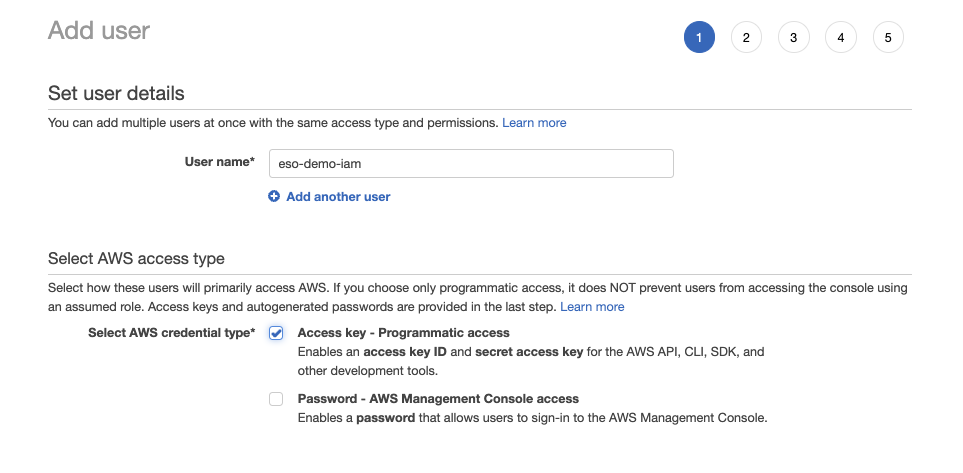 Add user
1 2 3 4 5
Set user details
You can add multiple users at once with the same access type and permissions. Learn more
User name* eso-demo-iam
Add another user
Select AWS access type
Select how these users will primarily access AWS. If you choose only programmatic access, it does NOT prevent users from accessing the console using
an assumed role. Access keys and autogenerated passwords are provided in the last step. Learn more
Select AWS credential type* Access key - Programmatic access
Enables an access key ID and secret access key for the AWS API, CLI, SDK, and
other development tools.
Password - AWS Management Console access
Enables a password that allows users to sign-in to the AWS Management Console.